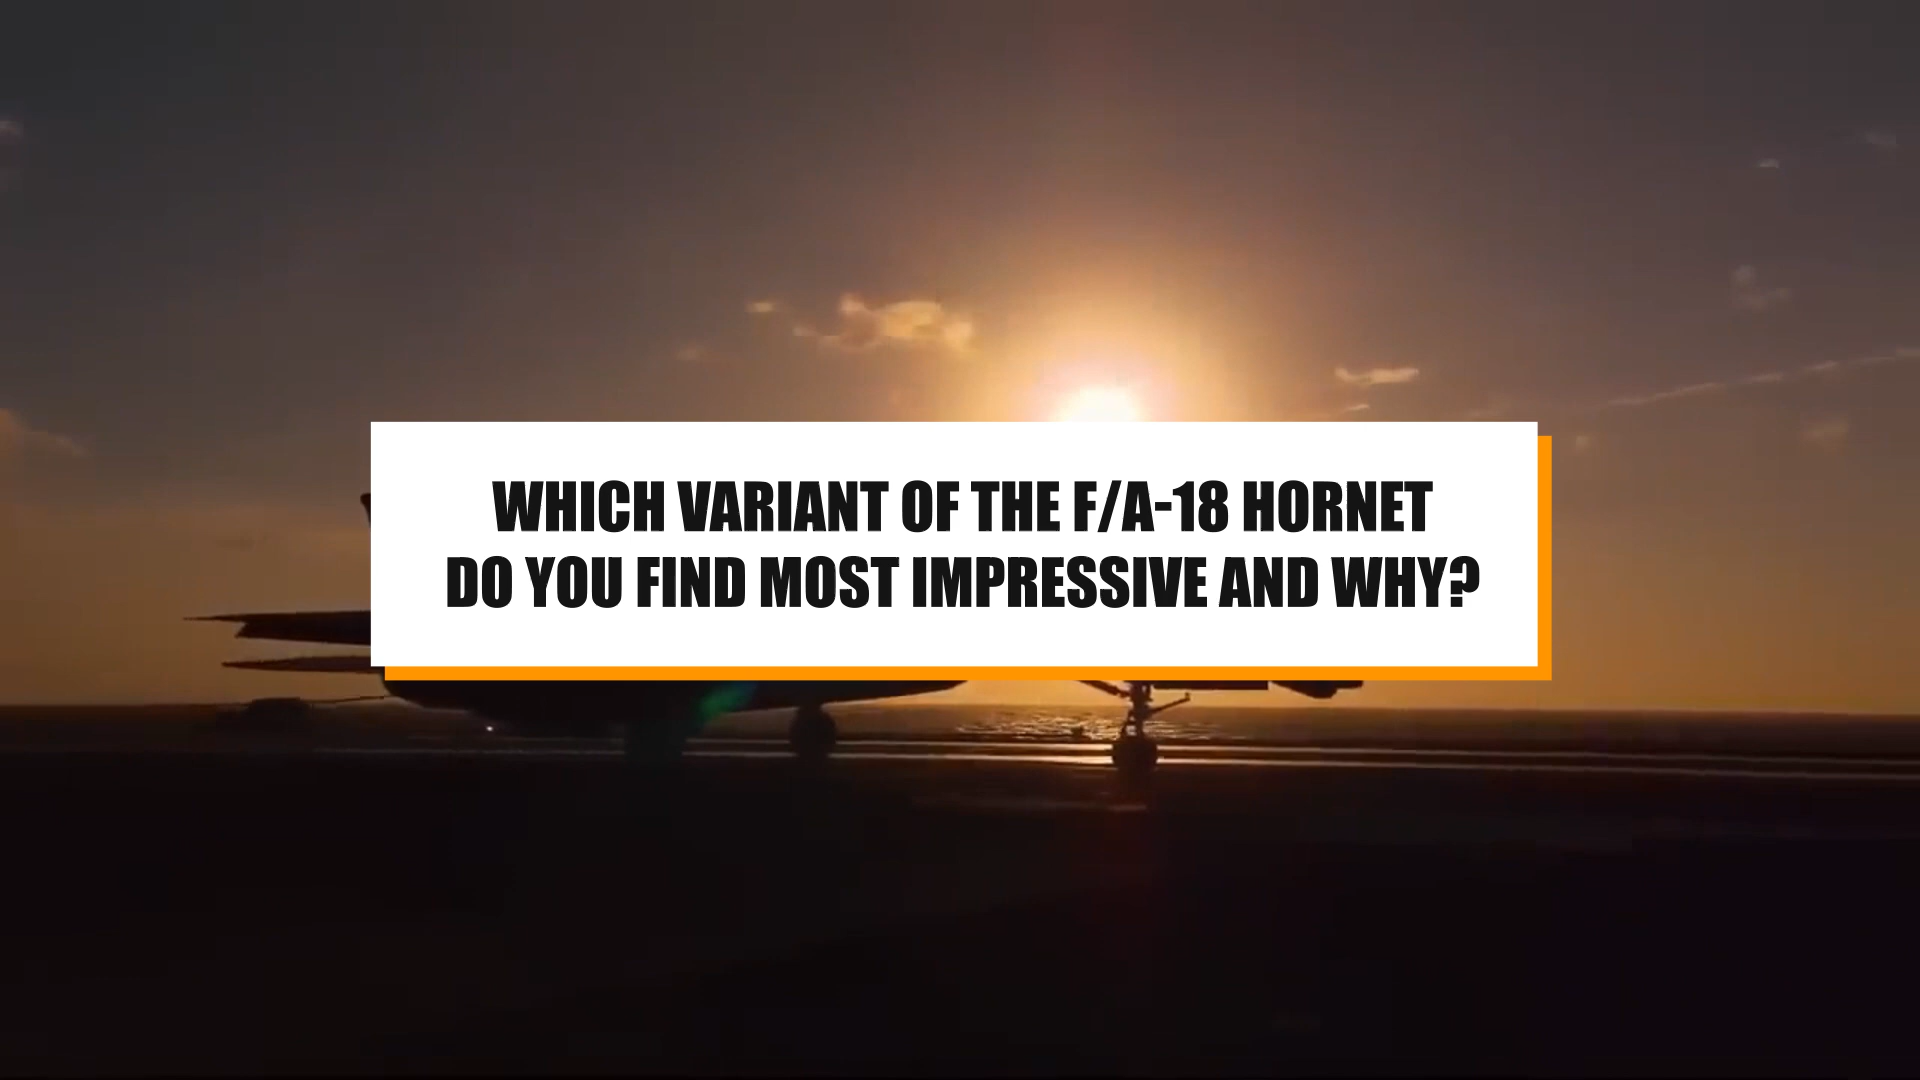 WHICH VARIANT OF THE F/A-18 HORNET
DO YOU FIND MOST IMPRESSIVE AND WHY?